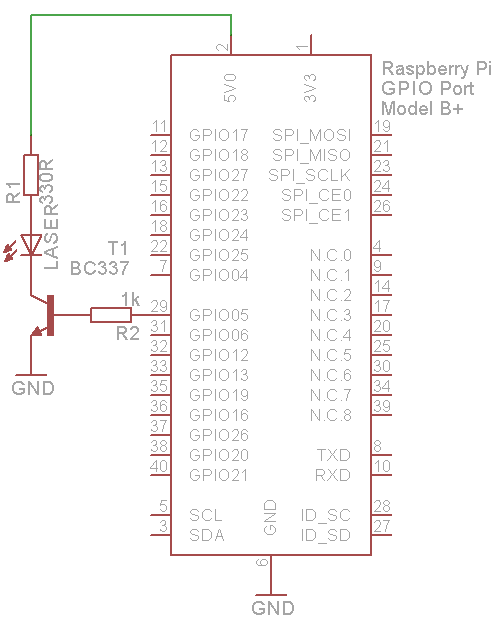 2
1
5V0
3V3
Raspberry Pi
GPIO Port
Model B+
11 GPIO17 SPI_MOSI 19
12 GPIO18 SPI_MISO 21
13 GPIO27 SPI_SCLK 23
15 GPIO22 SPI_CE0 24
16 GPIO23 SPI_CE1 26
18 GPIO24
22 GPIO25 N.C.0 4
7 GPIO04 N.C.1 9
N.C.2 14
29 GPIO05 N.C.3 17
31 GPIO06 N.C.4 20
32 GPIO12 N.C.5 25
33 GPIO13 N.C.6 30
35 GPIO19 N.C.7 34
36 GPIO16 N.C.8 39
37 GPIO26
38 GPIO20 TXD 8
40 GPIO21 RXD 10
5 SCL ID_SC 28
3 SDA ID_SD 27
GND
6
GND
R1
330R
LASER
T1
BC337
1k
R2
GND